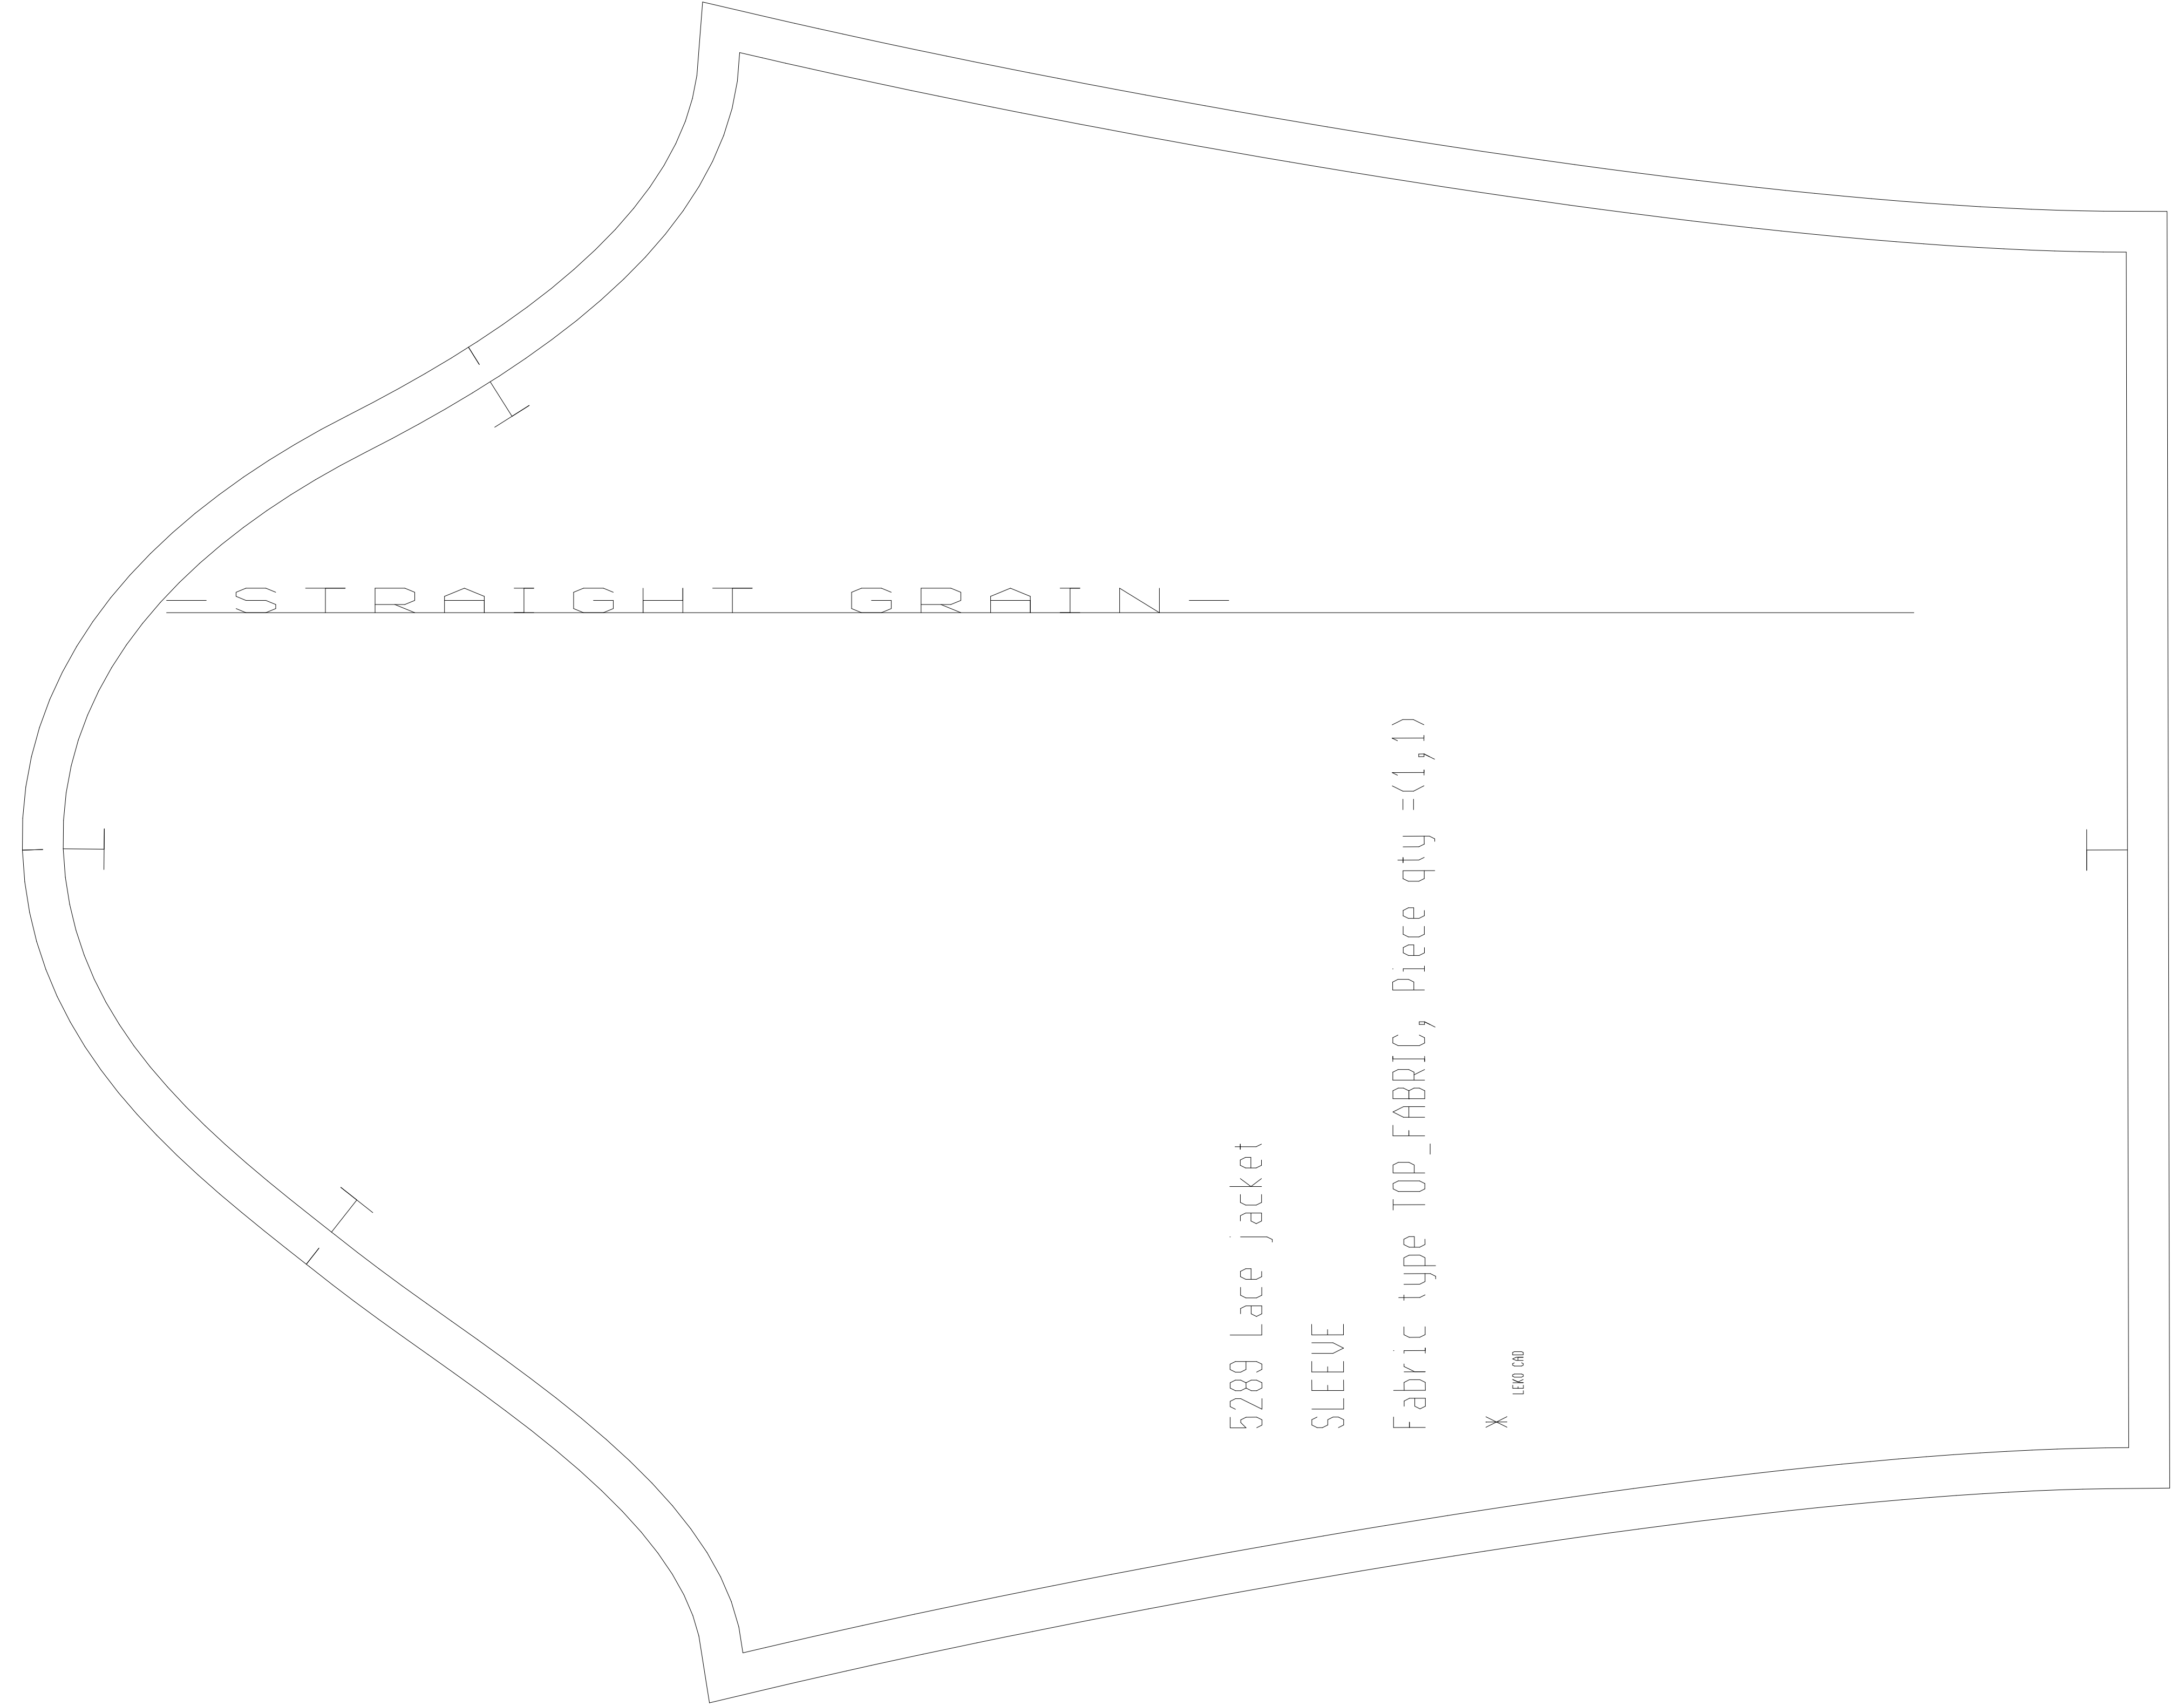 -STRAIGHT GRAIN-
5289 Lace jacket
SLEEVE
Fabric type TOP_FABRIC, Piece qty =(1,1)
X
LEKO CAD